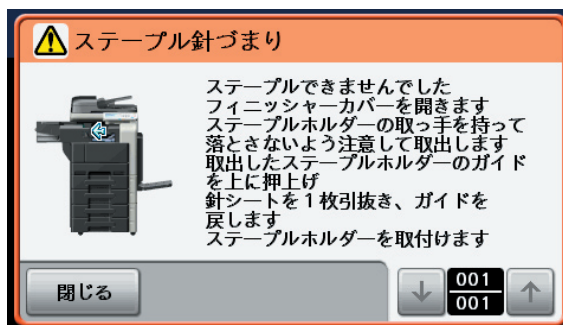 ステープル針づまり
ステープルできませんでした
フィニッシャーカバーを開きます
ステープルホルダーの取っ手を持って
落とさないよう注意して取出します
取出したステープルホルダーのガイド
を上に押上げ
針シートを1枚引抜き、ガイドを
戻します
ステープルホルダーを取付けます
閉じる
001
001